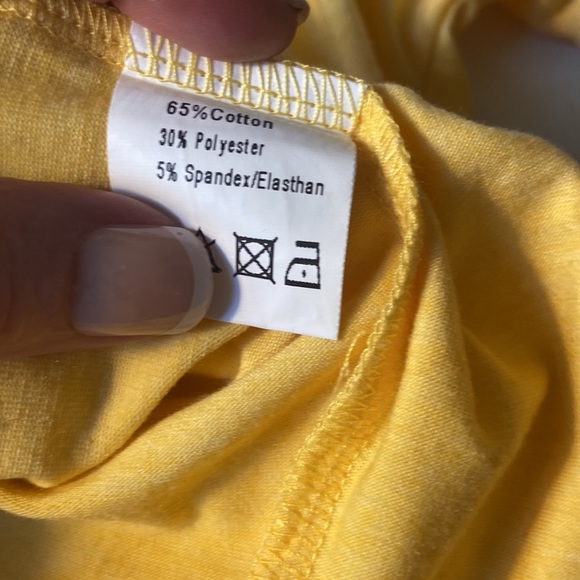 65%Cotton
30% Polyester
5% Spandex/Elasthan